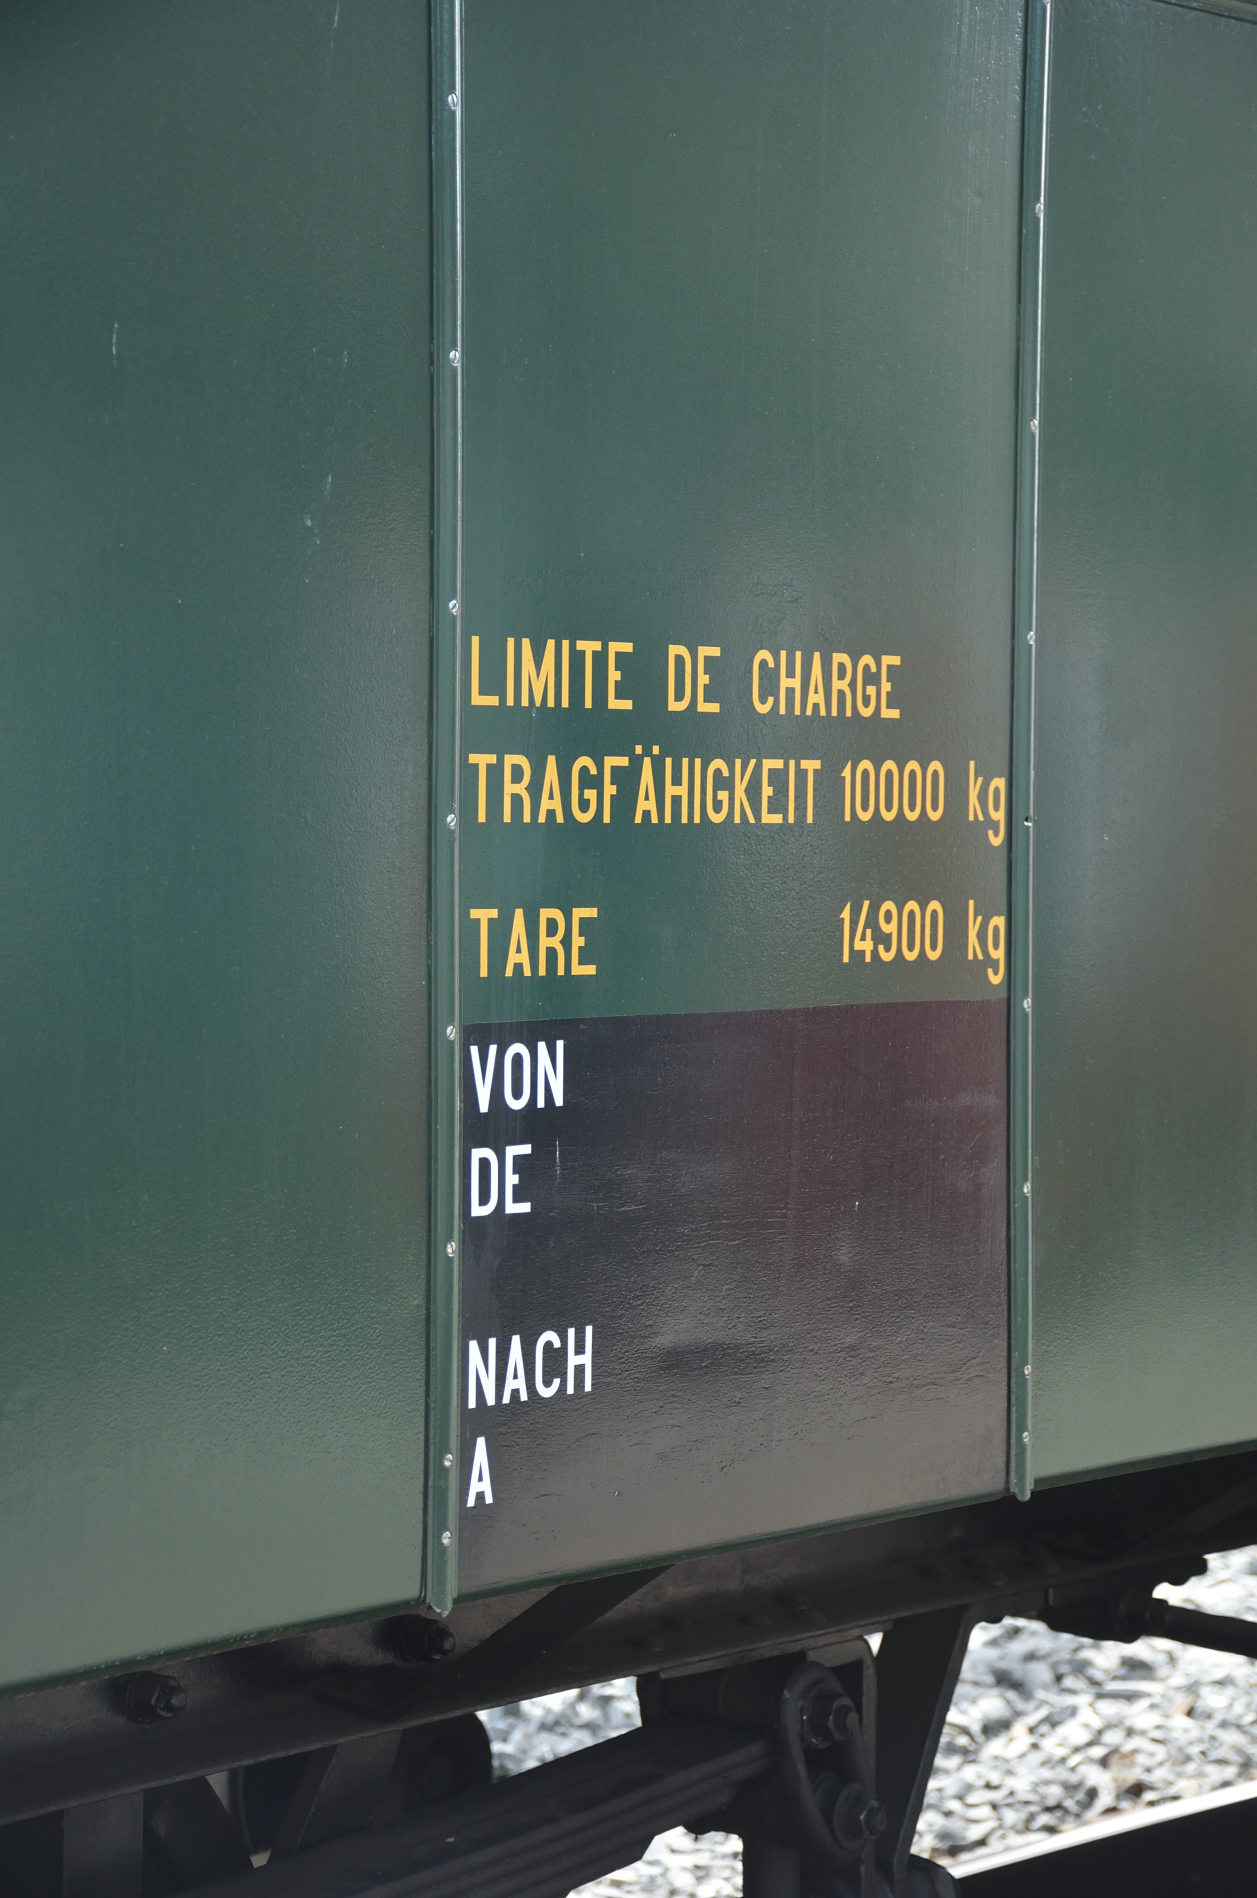 LIMITE DE CHARGE
TRAGFÄHIGKEIT 10000 kg
TARE 14900 kg
VON
DE
NACH
A